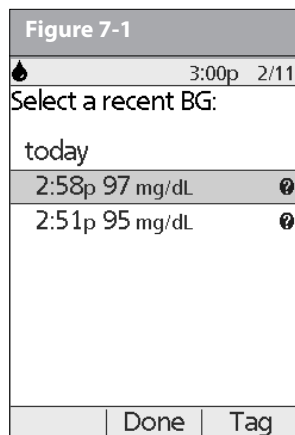 Figure 7-1
3:00p 2/11
Select a recent BG:
today
2:58p 97 mg/dL ?
2:51p 95 mg/dL ?
Done Tag